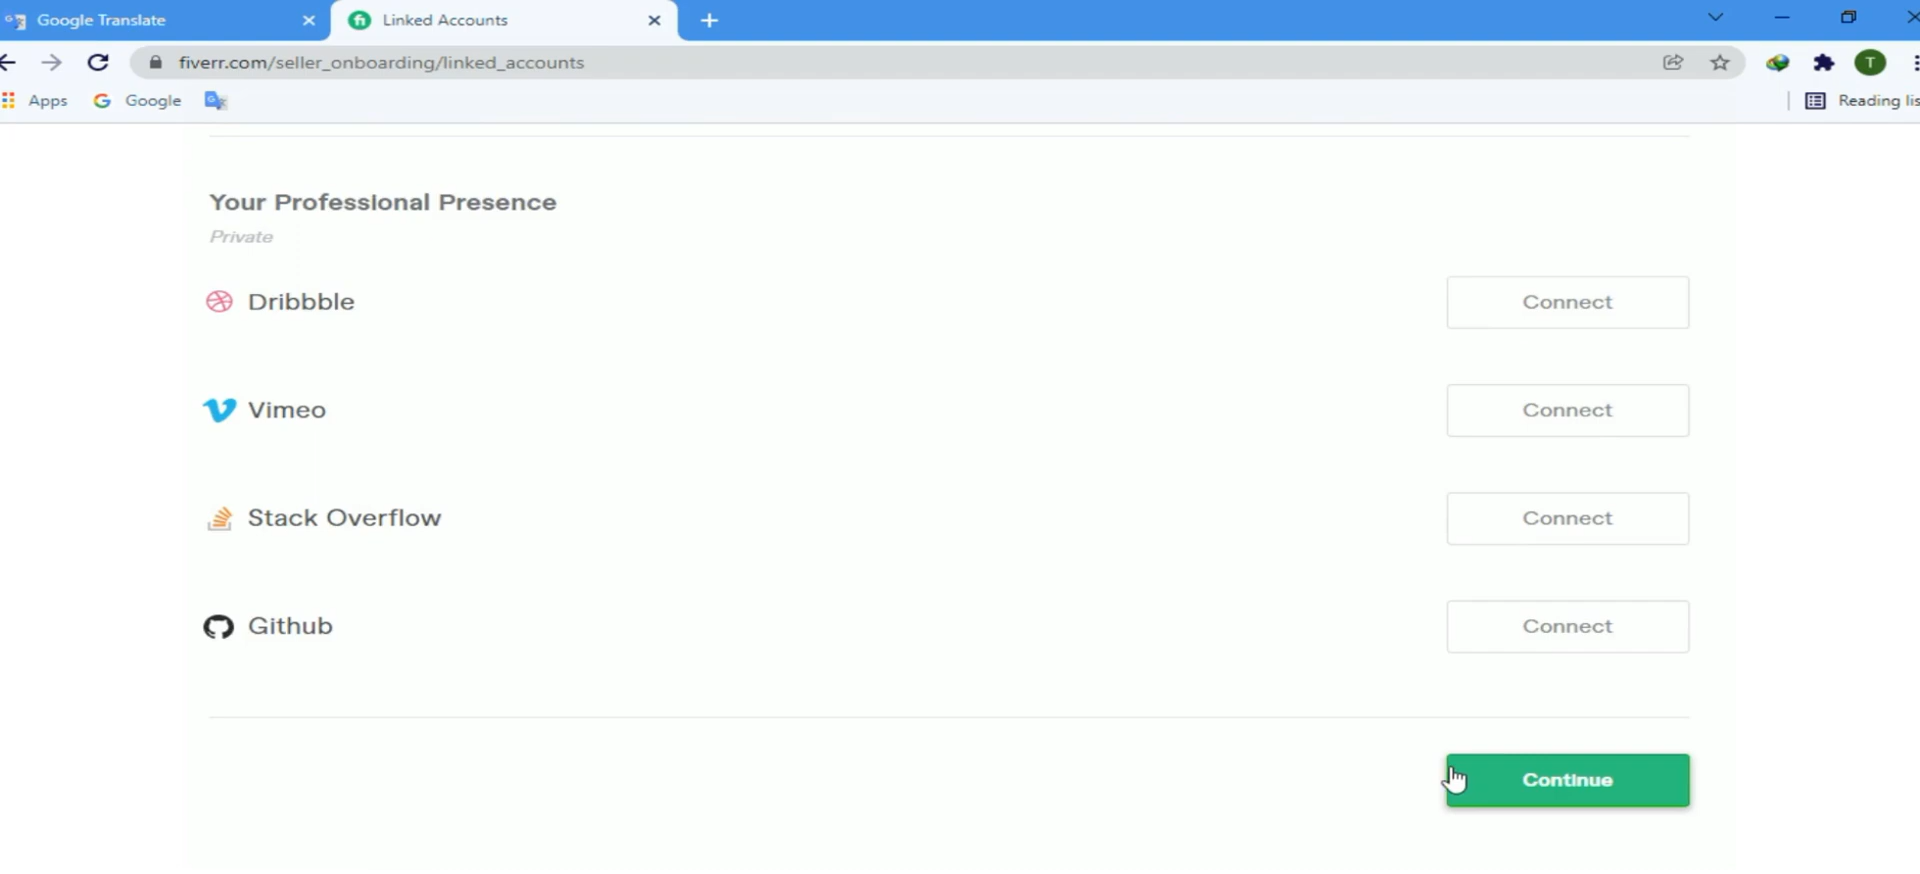 Google Translate
Linked Accounts
fiverr.com/seller_onboarding/linked_accounts
T
Apps
Google
Reading lis
Your Professional Presence
Private
Dribbble
Connect
Vimeo
Connect
Stack Overflow
Connect
Github
Connect
Continue